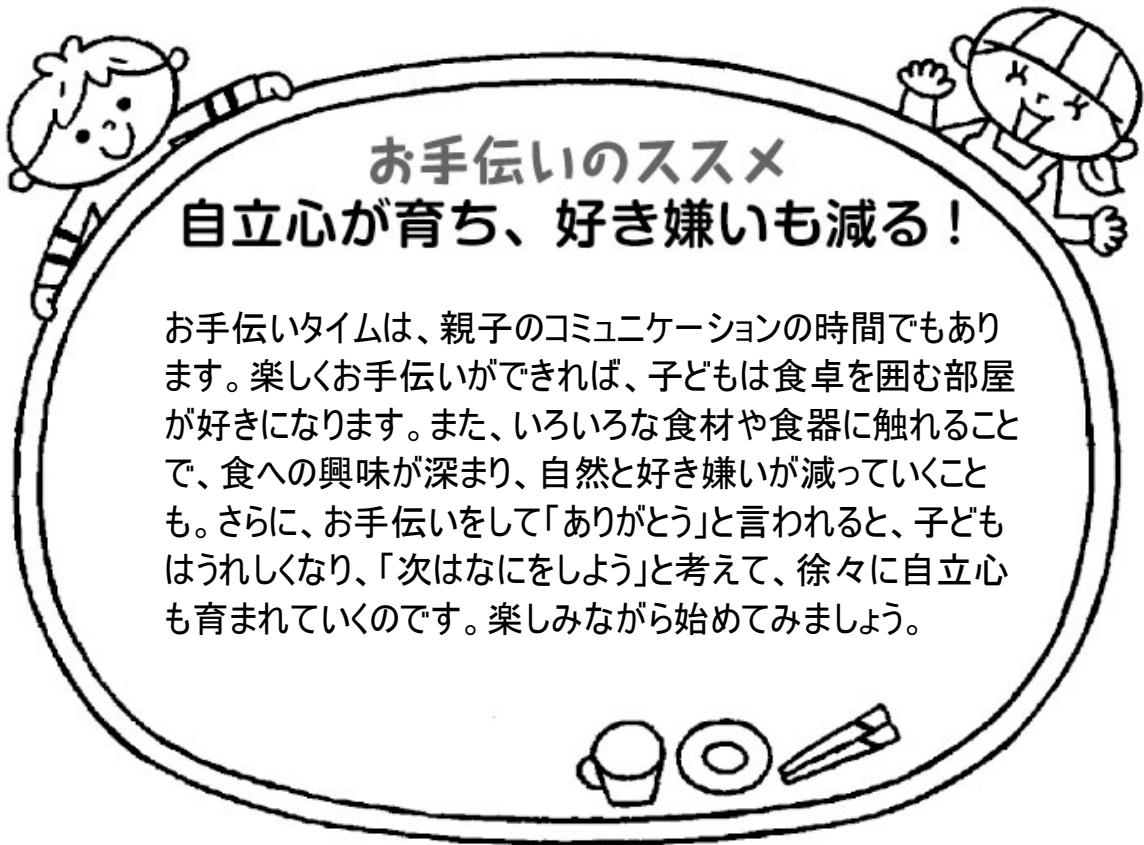 お手伝いのススメ
自立心が育ち、好き嫌いも減る！
お手伝いタイムは、親子のコミュニケーションの時間でもあり
ます。楽しくお手伝いができれば、子どもは食卓を囲む部屋
が好きになります。また、いろいろな食材や食器に触れること
で、食への興味が深まり、自然と好き嫌いが減っていくこと
も。さらに、お手伝いをして「ありがとう」と言われると、子ども
はうれしくなり、「次はなにをしよう」と考えて、徐々に自立心
も育まれていくのです。楽しみながら始めてみましょう。